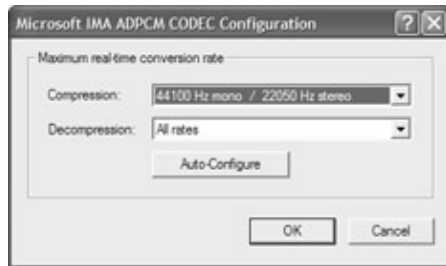 Microsoft IMA ADPCM CODEC Configuration
Maximum real-time conversion rate
Compression: 44100 Hz mono / 22050 Hz stereo
Decompression: All rates
Auto-Configure
OK Cancel